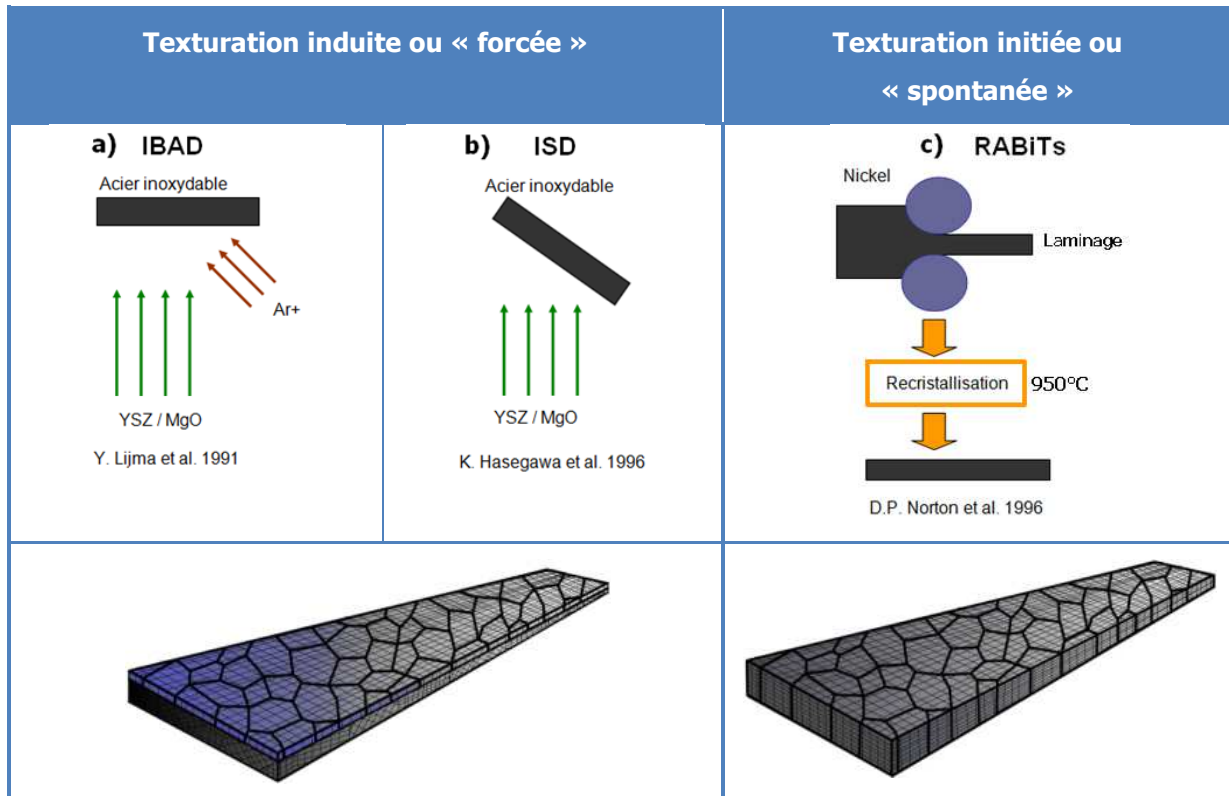 Texturation induite ou « forcée »
Texturation initiée ou
« spontanée »
a) IBAD
Acier inoxydable
Ar+
YSZ / MgO
Y. Lijma et al. 1991
b) ISD
Acier inoxydable
YSZ / MgO
K. Hasegawa et al. 1996
c) RABiTs
Nickel
Laminage
Recristallisation 950°C
D.P. Norton et al. 1996